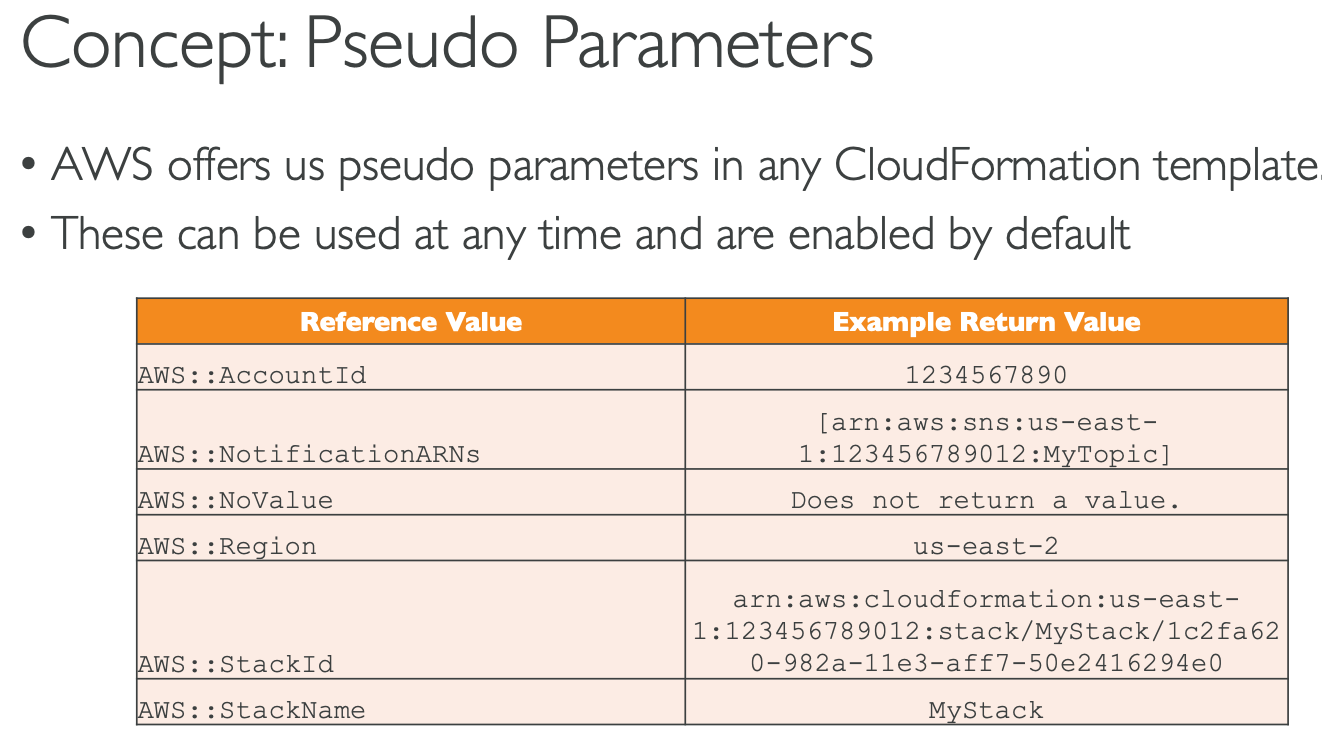 Concept: Pseudo Parameters
• AWS offers us pseudo parameters in any CloudFormation template.
• These can be used at any time and are enabled by default
Reference Value Example Return Value
AWS::AccountId 1234567890
[arn:aws:sns:us-east-
AWS::NotificationARNs 1:123456789012:MyTopic]
AWS::NoValue Does not return a value.
AWS::Region us-east-2
arn:aws:cloudformation:us-east-
1:123456789012:stack/MyStack/1c2fa62
AWS::StackId 0-982a-11e3-aff7-50e2416294e0
AWS::StackName MyStack